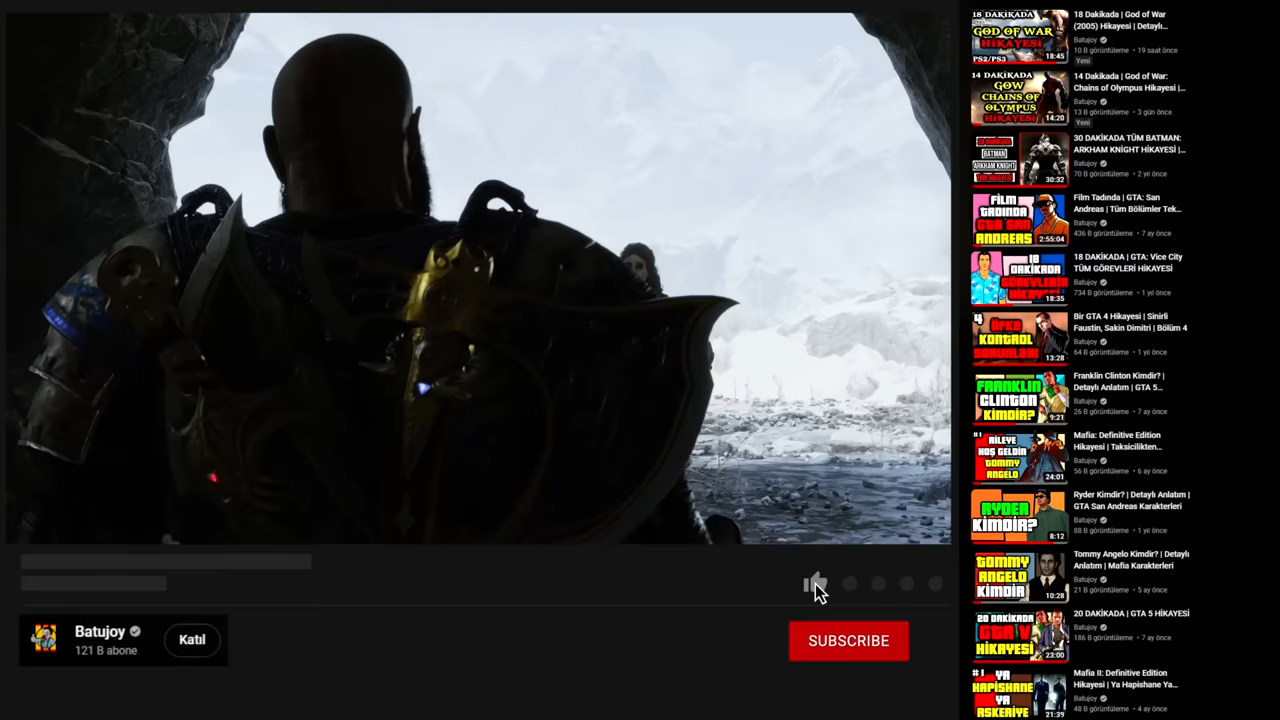 Batujoy
121 B abone
Katıl
SUBSCRIBE
18 DAKİKADA
GOD OF WAR
HİKAYESİ
PS2/PS3
18:45
18 Dakikada | God of War
(2005) Hikayesi | Detaylı...
Batujoy
10 B görüntüleme • 19 saat önce
Yeni
14 DAKİKADA
GOW
CHAINS OF
OLYMPUS
HİKAYESİ
14:20
14 Dakikada | God of War:
Chains of Olympus Hikayesi |...
Batujoy
13 B görüntüleme • 3 gün önce
Yeni
BATMAN
ARKHAM KNIGHT
30:32
30 DAKİKADA TÜM BATMAN:
ARKHAM KNİGHT HİKAYESİ |...
Batujoy
70 B görüntüleme • 2 yıl önce
FİLM
TADINDA
GTA SAN
ANDREAS
2:55:04
Film Tadında | GTA: San
Andreas | Tüm Bölümler Tek...
Batujoy
436 B görüntüleme • 7 ay önce
18
DAKİKADA
GÖREVLERİN
HİKAYESİ
18:35
18 DAKİKADA | GTA: Vice City
TÜM GÖREVLERİ HİKAYESİ
Batujoy
734 B görüntüleme • 1 yıl önce
4
ÖFKE
KONTROL
SORUNLARI
13:28
Bir GTA 4 Hikayesi | Sinirli
Faustin, Sakin Dimitri | Bölüm 4
Batujoy
64 B görüntüleme • 1 yıl önce
FRANKLIN
CLINTON
KİMDİR?
9:21
Franklin Clinton Kimdir? |
Detaylı Anlatım | GTA 5...
Batujoy
26 B görüntüleme • 7 ay önce
#1
AİLEYE
HOŞ GELDİN
TOMMY
ANGELO
24:01
Mafia: Definitive Edition
Hikayesi | Taksicilikten...
Batujoy
56 B görüntüleme • 6 ay önce
RYDER
KİMDİR?
8:12
Ryder Kimdir? | Detaylı Anlatım |
GTA San Andreas Karakterleri
Batujoy
88 B görüntüleme • 1 yıl önce
TOMMY
ANGELO
KİMDİR
10:28
Tommy Angelo Kimdir? | Detaylı
Anlatım | Mafia Karakterleri
Batujoy
21 B görüntüleme • 5 ay önce
20 DAKİKADA
GTA V
HİKAYESİ
23:00
20 DAKİKADA | GTA 5 HİKAYESİ
Batujoy
186 B görüntüleme • 7 ay önce
#1
YA
HAPİSHANE
YA
ASKERİYE
21:39
Mafia II: Definitive Edition
Hikayesi | Ya Hapishane Ya...
Batujoy
48 B görüntüleme • 4 ay önce